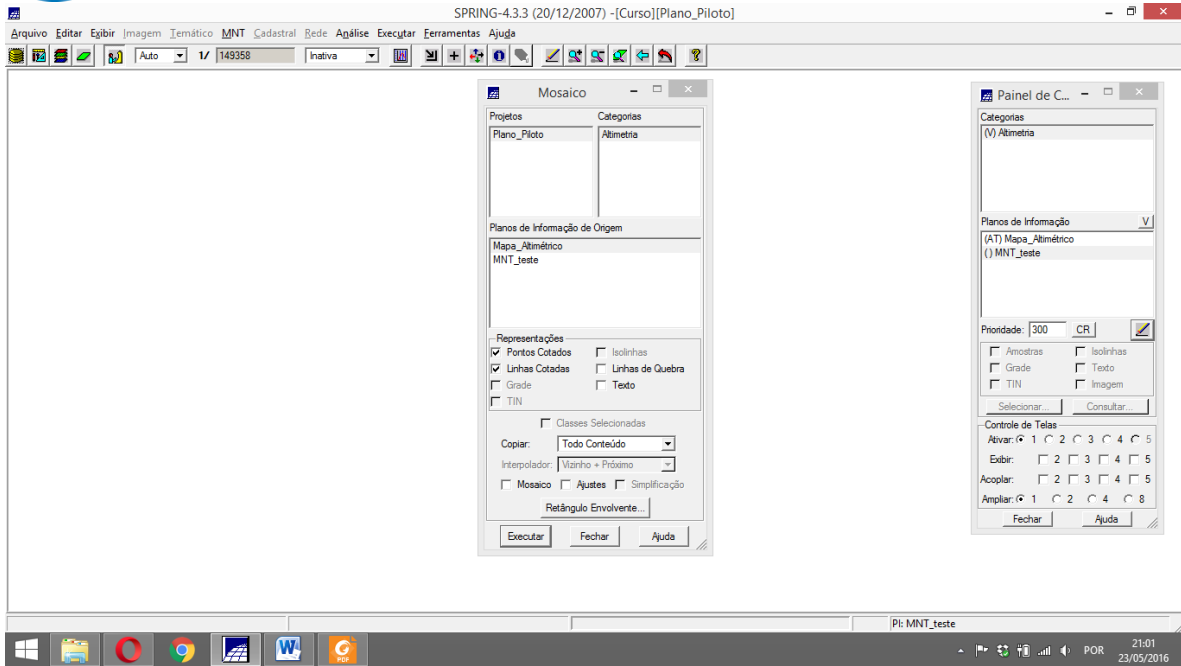 SPRING-4.3.3 (20/12/2007) -[Curso][Plano_Piloto]
Arquivo Editar Exibir Imagem Temático MNT Cadastral Rede Análise Executar Ferramentas Ajuda
Auto 1/ 149358 Inativa
Mosaico
Projetos Categorias
Plano_Piloto Altimetria
Planos de Informação de Origem
Mapa_Altimétrico
MNT_teste
Representações
Pontos Cotados Isolinhas
Linhas Cotadas Linhas de Quebra
Grade Texto
TIN
Classes Selecionadas
Copiar: Todo Conteúdo
Interpolador: Vizinho + Próximo
Mosaico Ajustes Simplificação
Retângulo Envolvente...
Executar Fechar Ajuda
Painel de C...
Categorias
(V) Altimetria
Planos de Informação V
(AT) Mapa_Altimétrico
( ) MNT_teste
Prioridade: 300 CR
Amostras Isolinhas
Grade Texto
TIN Imagem
Selecionar... Consultar...
Controle de Telas
Ativar: 1 2 3 4 5
Exibir: 2 3 4 5
Acoplar: 2 3 4 5
Ampliar: 1 2 4 8
Fechar Ajuda
PI: MNT_teste
PDF
POR
21:01
23/05/2016